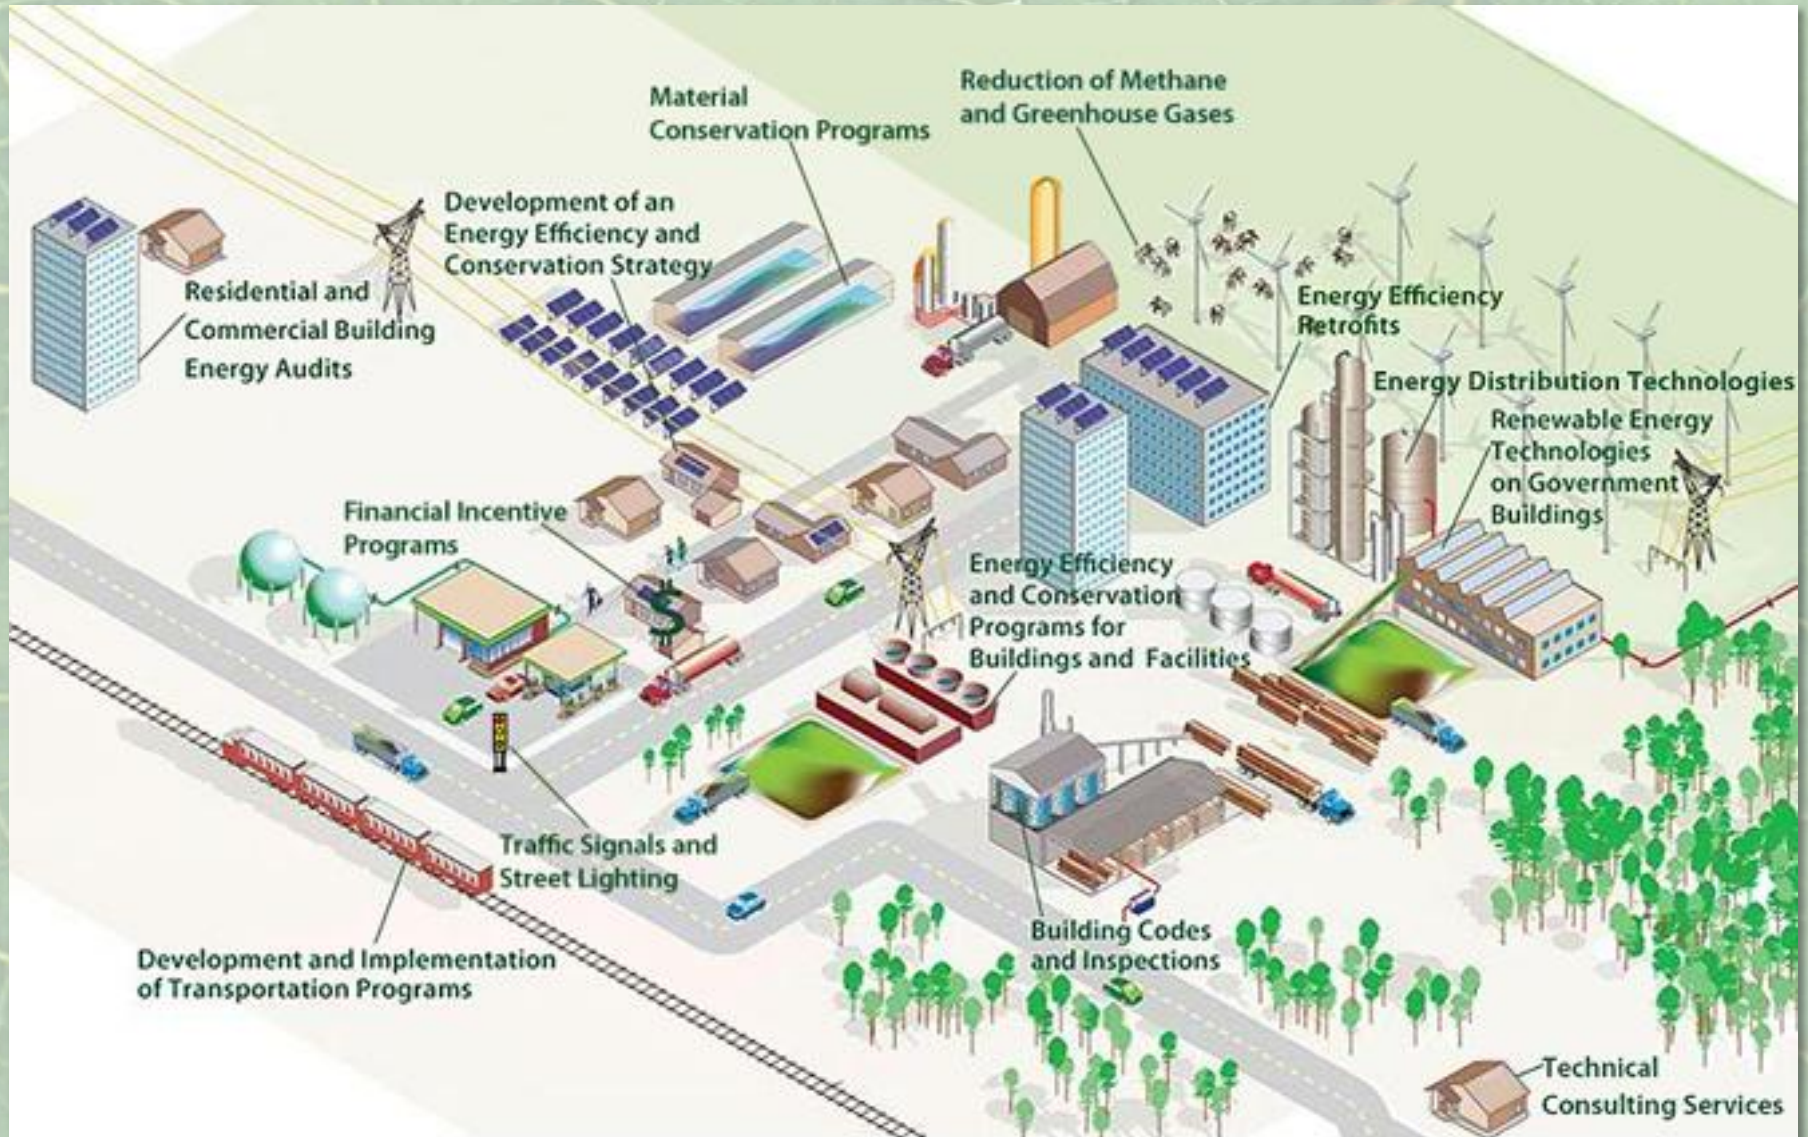 Reduction of Methane
and Greenhouse Gases
Material
Conservation Programs
Development of an
Energy Efficiency and
Conservation Strategy
Residential and
Commercial Building
Energy Audits
Energy Efficiency
Retrofits
Energy Distribution Technologies
Renewable Energy
Technologies
on Government
Buildings
Financial Incentive
Programs
$
Energy Efficiency
and Conservation
Programs for
Buildings and Facilities
Traffic Signals and
Street Lighting
Development and Implementation
of Transportation Programs
Building Codes
and Inspections
Technical
Consulting Services